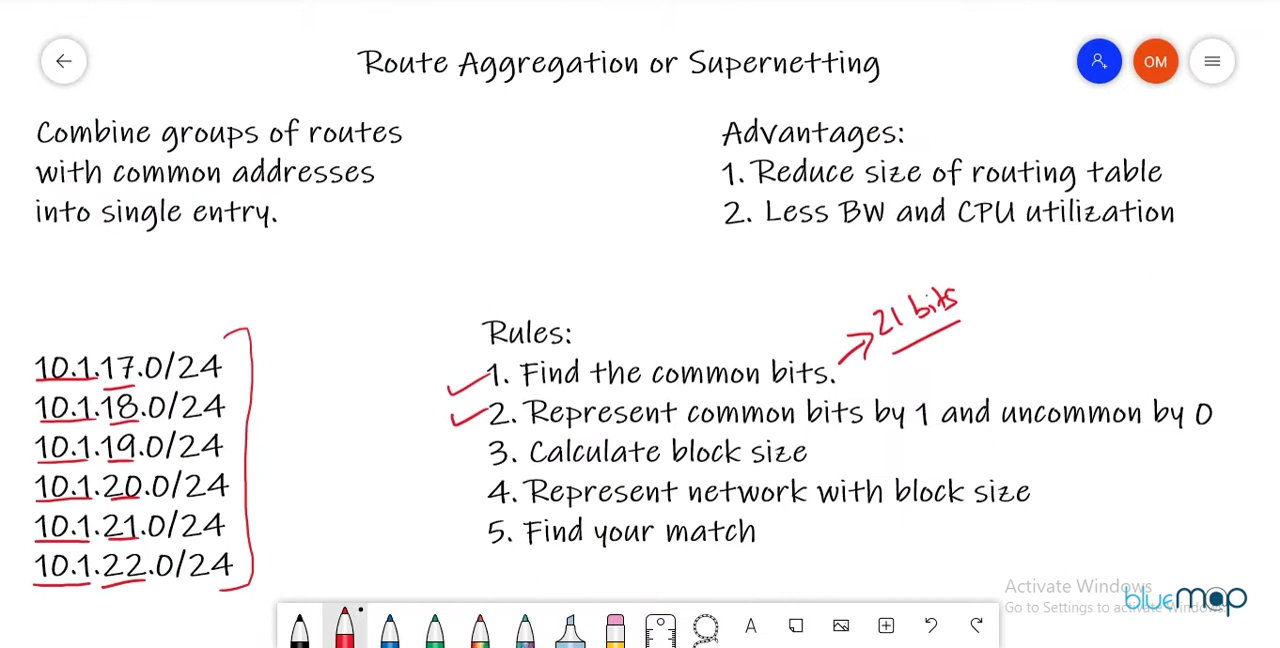 Route Aggregation or Supernetting
OM
Combine groups of routes
with common addresses
into single entry.
Advantages:
1. Reduce size of routing table
2. Less BW and CPU utilization
21 bits
Rules:
1. Find the common bits.
2. Represent common bits by 1 and uncommon by 0
3. Calculate block size
4. Represent network with block size
5. Find your match
10.1.17.0/24
10.1.18.0/24
10.1.19.0/24
10.1.20.0/24
10.1.21.0/24
10.1.22.0/24
Activate Windows
Go to Settings to activate Windows.
bluemap
A